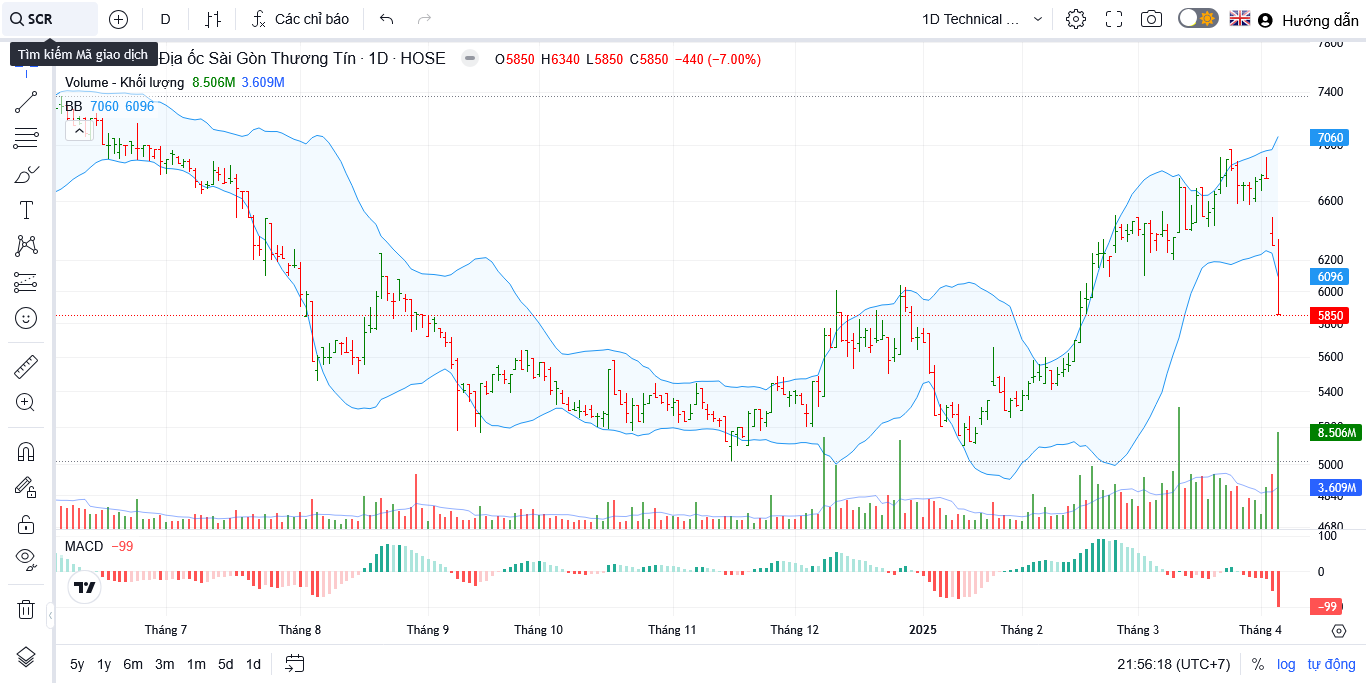 SCR
D
Các chỉ báo
1D Technical ...
Hướng dẫn
Tìm kiếm Mã giao dịch
Địa ốc Sài Gòn Thương Tín · 1D · HOSE
O5850 H6340 L5850 C5850 −440 (−7.00%)
Volume - Khối lượng 8.506M 3.609M
BB 7060 6096
7800
7400
7060
7000
6600
6200
6096
6000
5850
5800
5600
5400
5200
8.506M
5000
3.609M
4840
4680
MACD −99
100
0
−99
Tháng 7
Tháng 8
Tháng 9
Tháng 10
Tháng 11
Tháng 12
2025
Tháng 2
Tháng 3
Tháng 4
5y 1y 6m 3m 1m 5d 1d
21:56:18 (UTC+7)
% log tự động